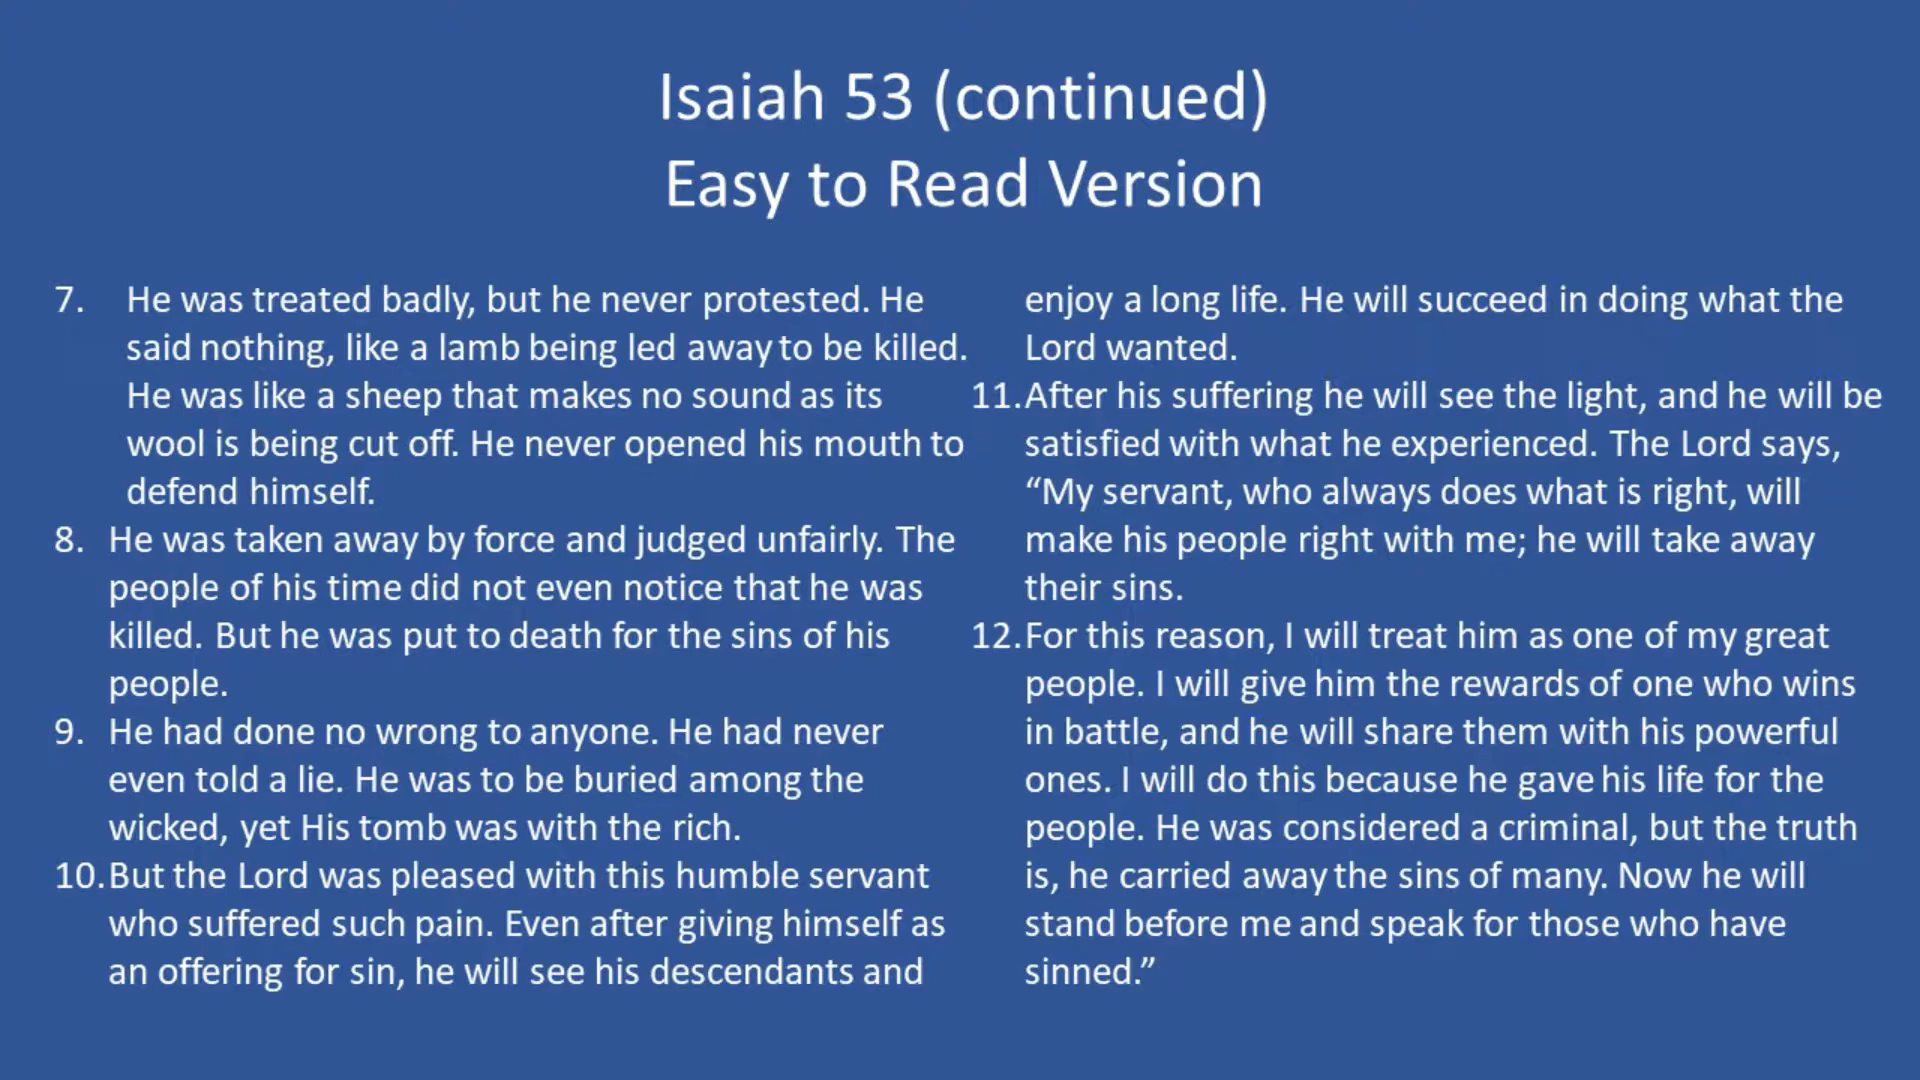 Isaiah 53 (continued)
Easy to Read Version
7. He was treated badly, but he never protested. He
said nothing, like a lamb being led away to be killed.
He was like a sheep that makes no sound as its
wool is being cut off. He never opened his mouth to
defend himself.
8. He was taken away by force and judged unfairly. The
people of his time did not even notice that he was
killed. But he was put to death for the sins of his
people.
9. He had done no wrong to anyone. He had never
even told a lie. He was to be buried among the
wicked, yet His tomb was with the rich.
10. But the Lord was pleased with this humble servant
who suffered such pain. Even after giving himself as
an offering for sin, he will see his descendants and
enjoy a long life. He will succeed in doing what the
Lord wanted.
11. After his suffering he will see the light, and he will be
satisfied with what he experienced. The Lord says,
“My servant, who always does what is right, will
make his people right with me; he will take away
their sins.
12. For this reason, I will treat him as one of my great
people. I will give him the rewards of one who wins
in battle, and he will share them with his powerful
ones. I will do this because he gave his life for the
people. He was considered a criminal, but the truth
is, he carried away the sins of many. Now he will
stand before me and speak for those who have
sinned.”